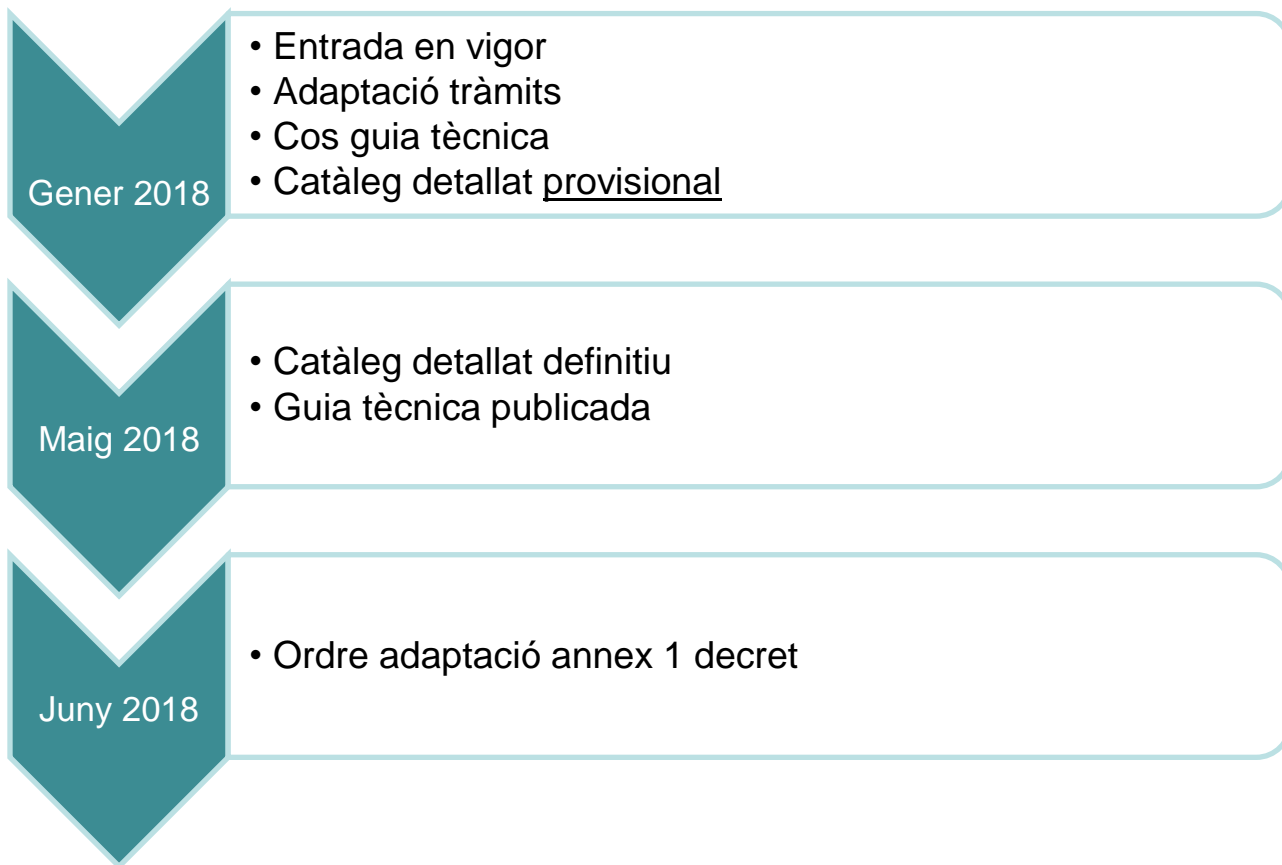 Gener 2018
• Entrada en vigor
• Adaptació tràmits
• Cos guia tècnica
• Catàleg detallat provisional
Maig 2018
• Catàleg detallat definitiu
• Guia tècnica publicada
Juny 2018
• Ordre adaptació annex 1 decret